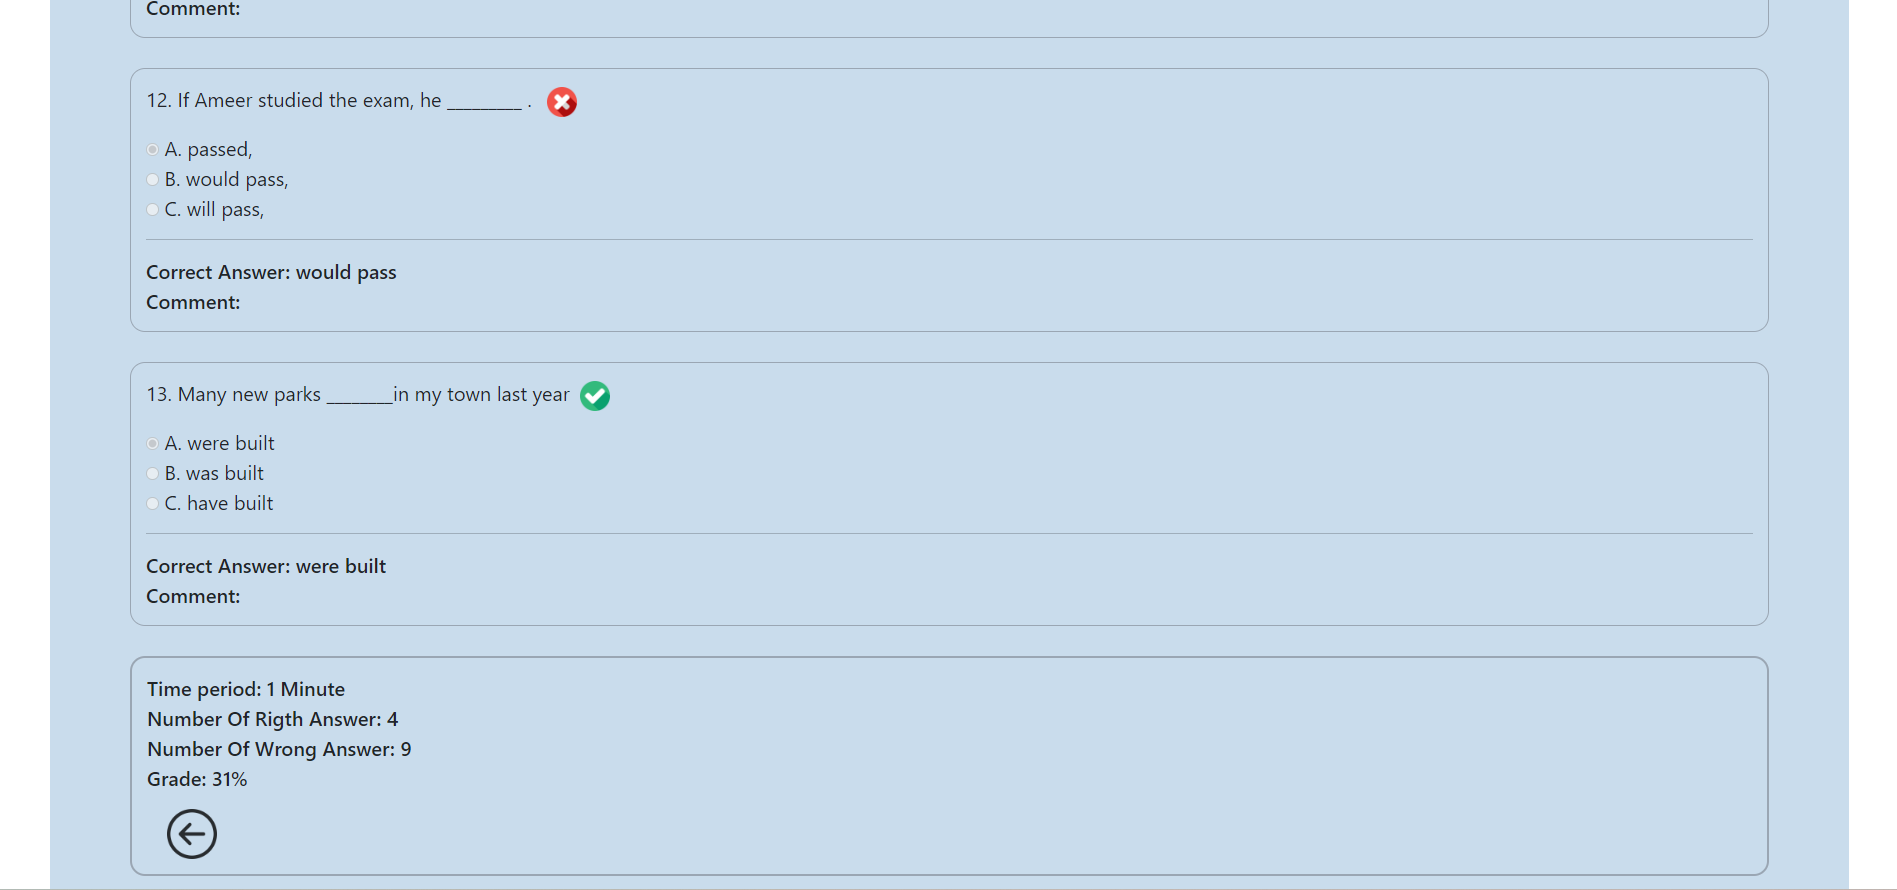 Comment:
12. If Ameer studied the exam, he _________ .
A. passed,
B. would pass,
C. will pass,
Correct Answer: would pass
Comment:
13. Many new parks ________in my town last year
A. were built
B. was built
C. have built
Correct Answer: were built
Comment:
Time period: 1 Minute
Number Of Rigth Answer: 4
Number Of Wrong Answer: 9
Grade: 31%